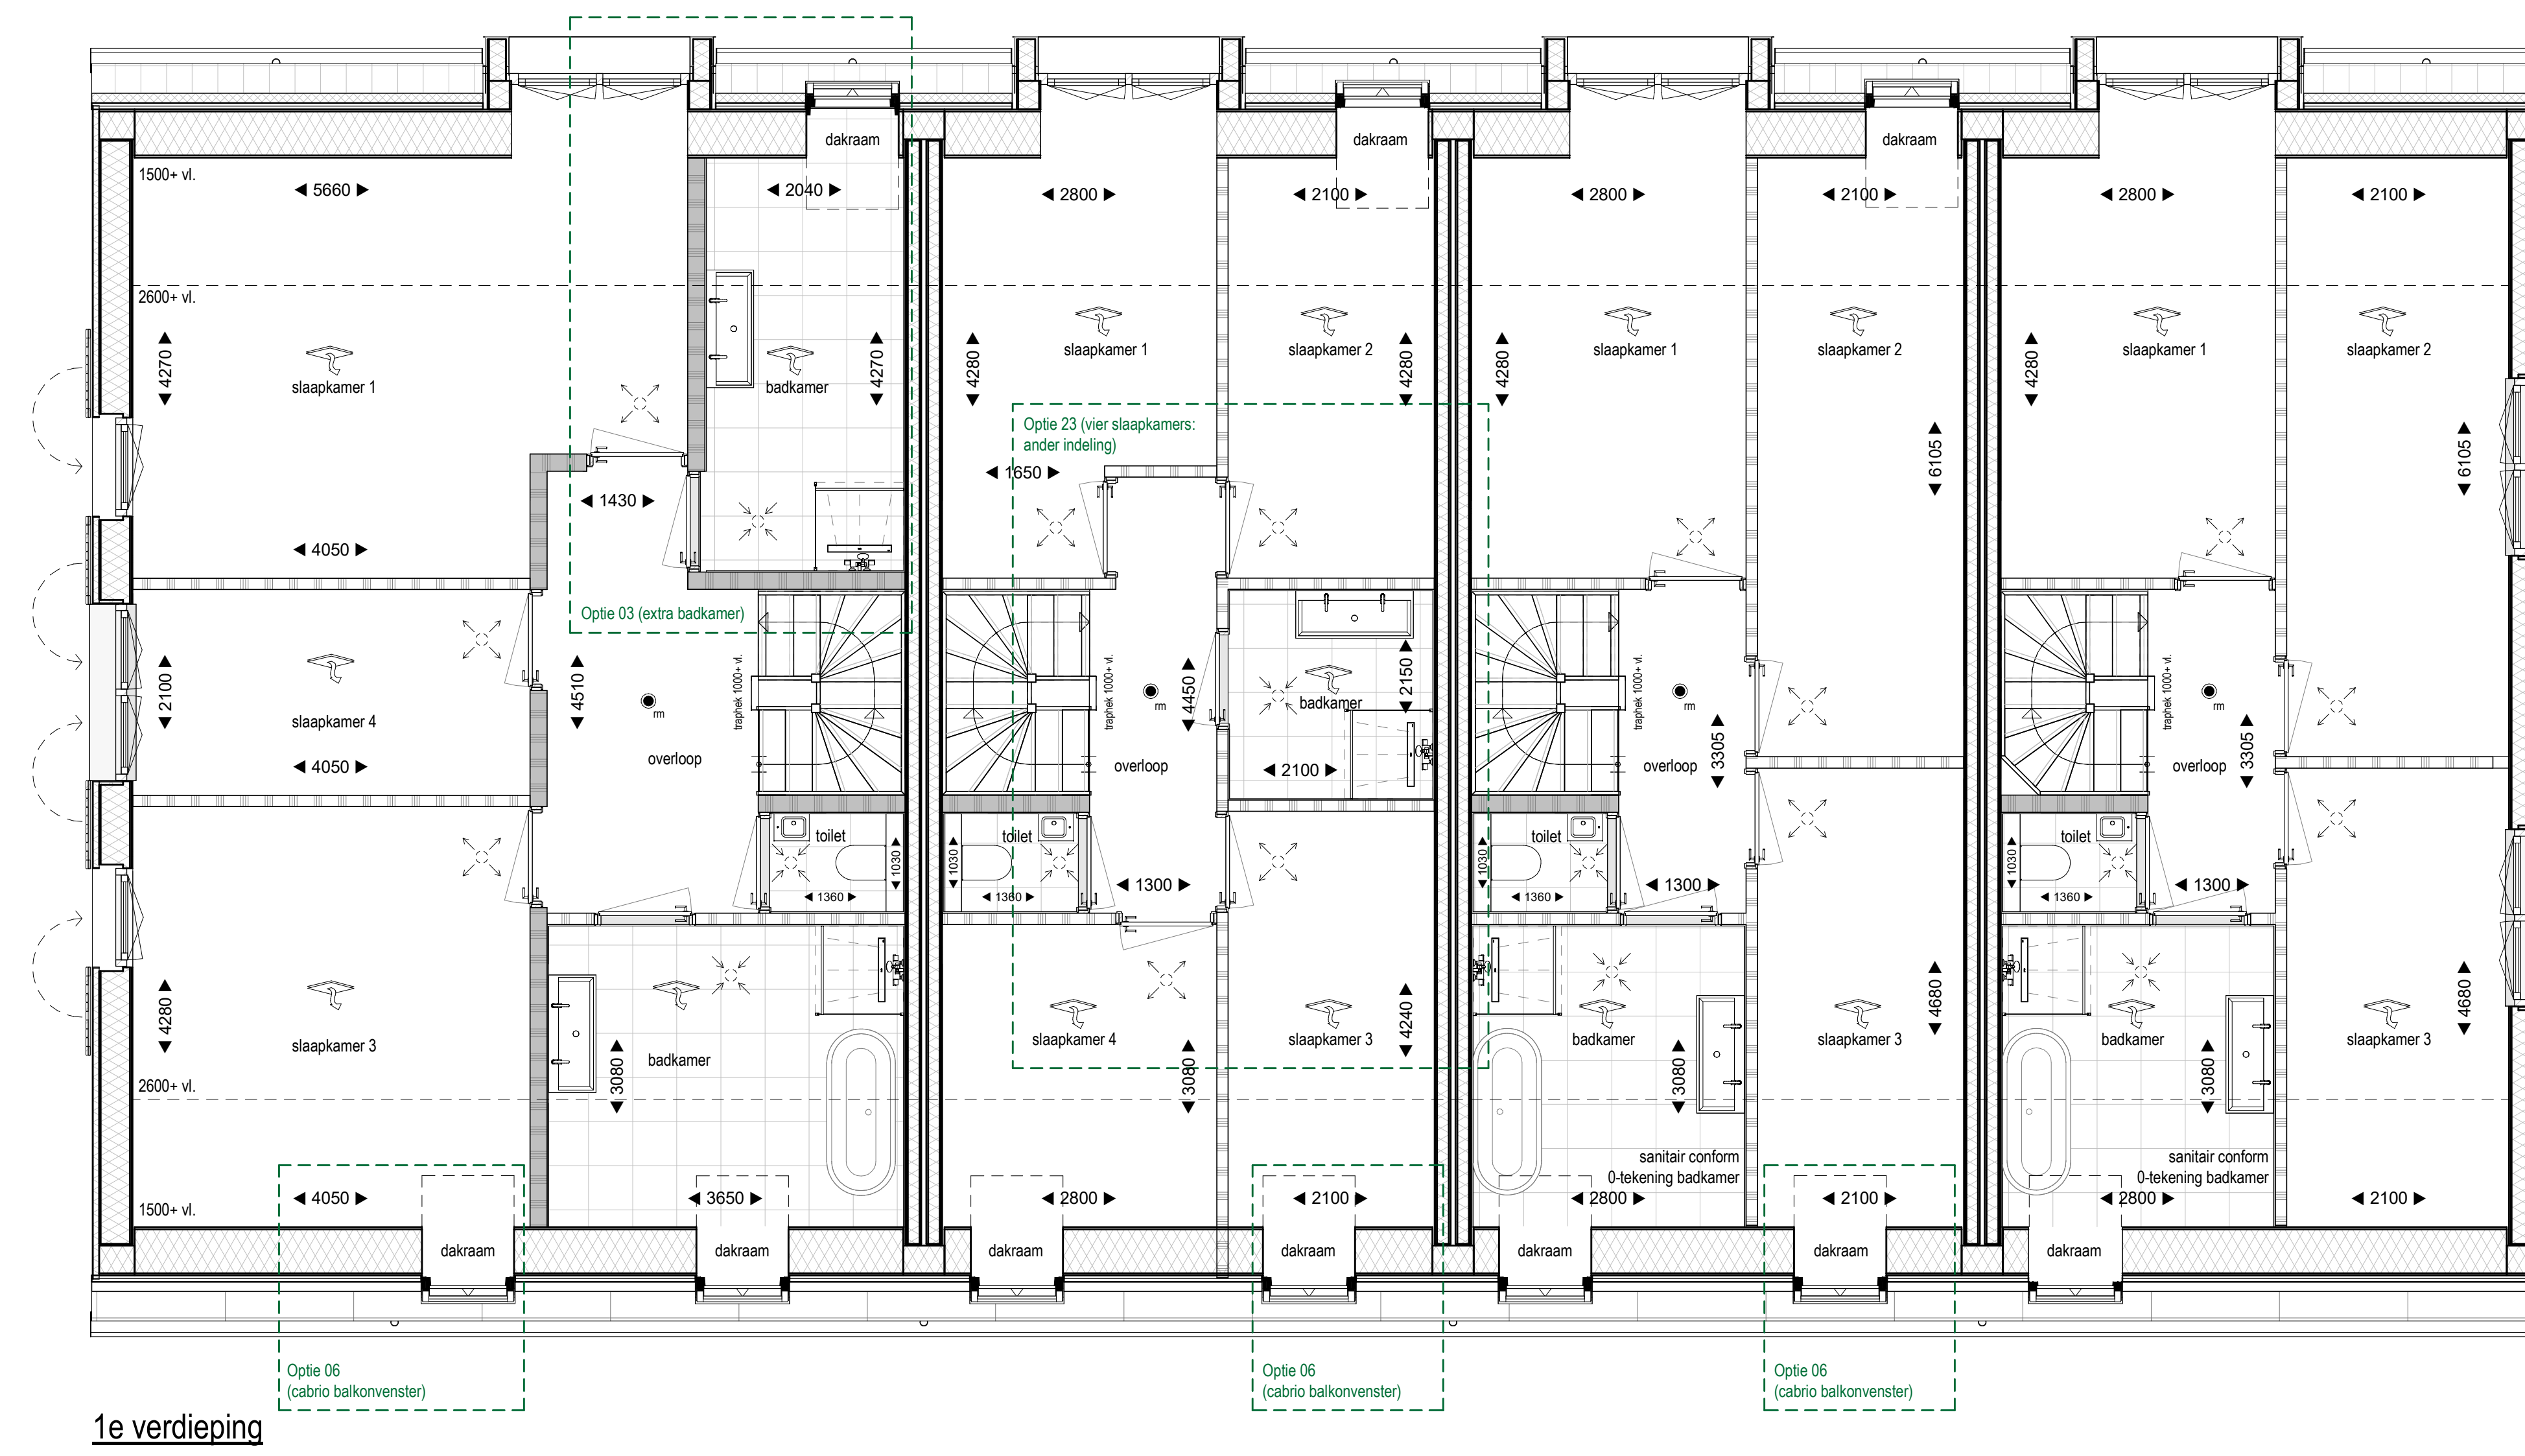 dakraam
dakraam
dakraam
1500+ vl.
5660
2040
2800
2100
2800
2100
2800
2100
2600+ vl.
4270
slaapkamer 1
badkamer
4270
4280
slaapkamer 1
slaapkamer 2
4280
4280
slaapkamer 1
slaapkamer 2
4280
slaapkamer 1
slaapkamer 2
Optie 23 (vier slaapkamers:
ander indeling)
1650
1430
6105
6105
4050
Optie 03 (extra badkamer)
2100
slaapkamer 4
4050
4510
rm
overloop
traphek 1000+ vl.
traphek 1000+ vl.
rm
overloop
4450
badkamer
2150
2100
traphek 1000+ vl.
rm
overloop
3305
traphek 1000+ vl.
rm
overloop
3305
toilet
1030
1360
toilet
1030
1360
1300
toilet
1030
1360
1300
toilet
1030
1360
1300
4280
slaapkamer 3
badkamer
3080
slaapkamer 4
3080
slaapkamer 3
4240
badkamer
3080
slaapkamer 3
4680
badkamer
3080
slaapkamer 3
4680
2600+ vl.
sanitair conform
0-tekening badkamer
sanitair conform
0-tekening badkamer
1500+ vl.
4050
3650
2800
2100
2800
2100
2800
2100
dakraam
dakraam
dakraam
dakraam
dakraam
dakraam
dakraam
Optie 06
(cabrio balkonvenster)
Optie 06
(cabrio balkonvenster)
Optie 06
(cabrio balkonvenster)
1e verdieping